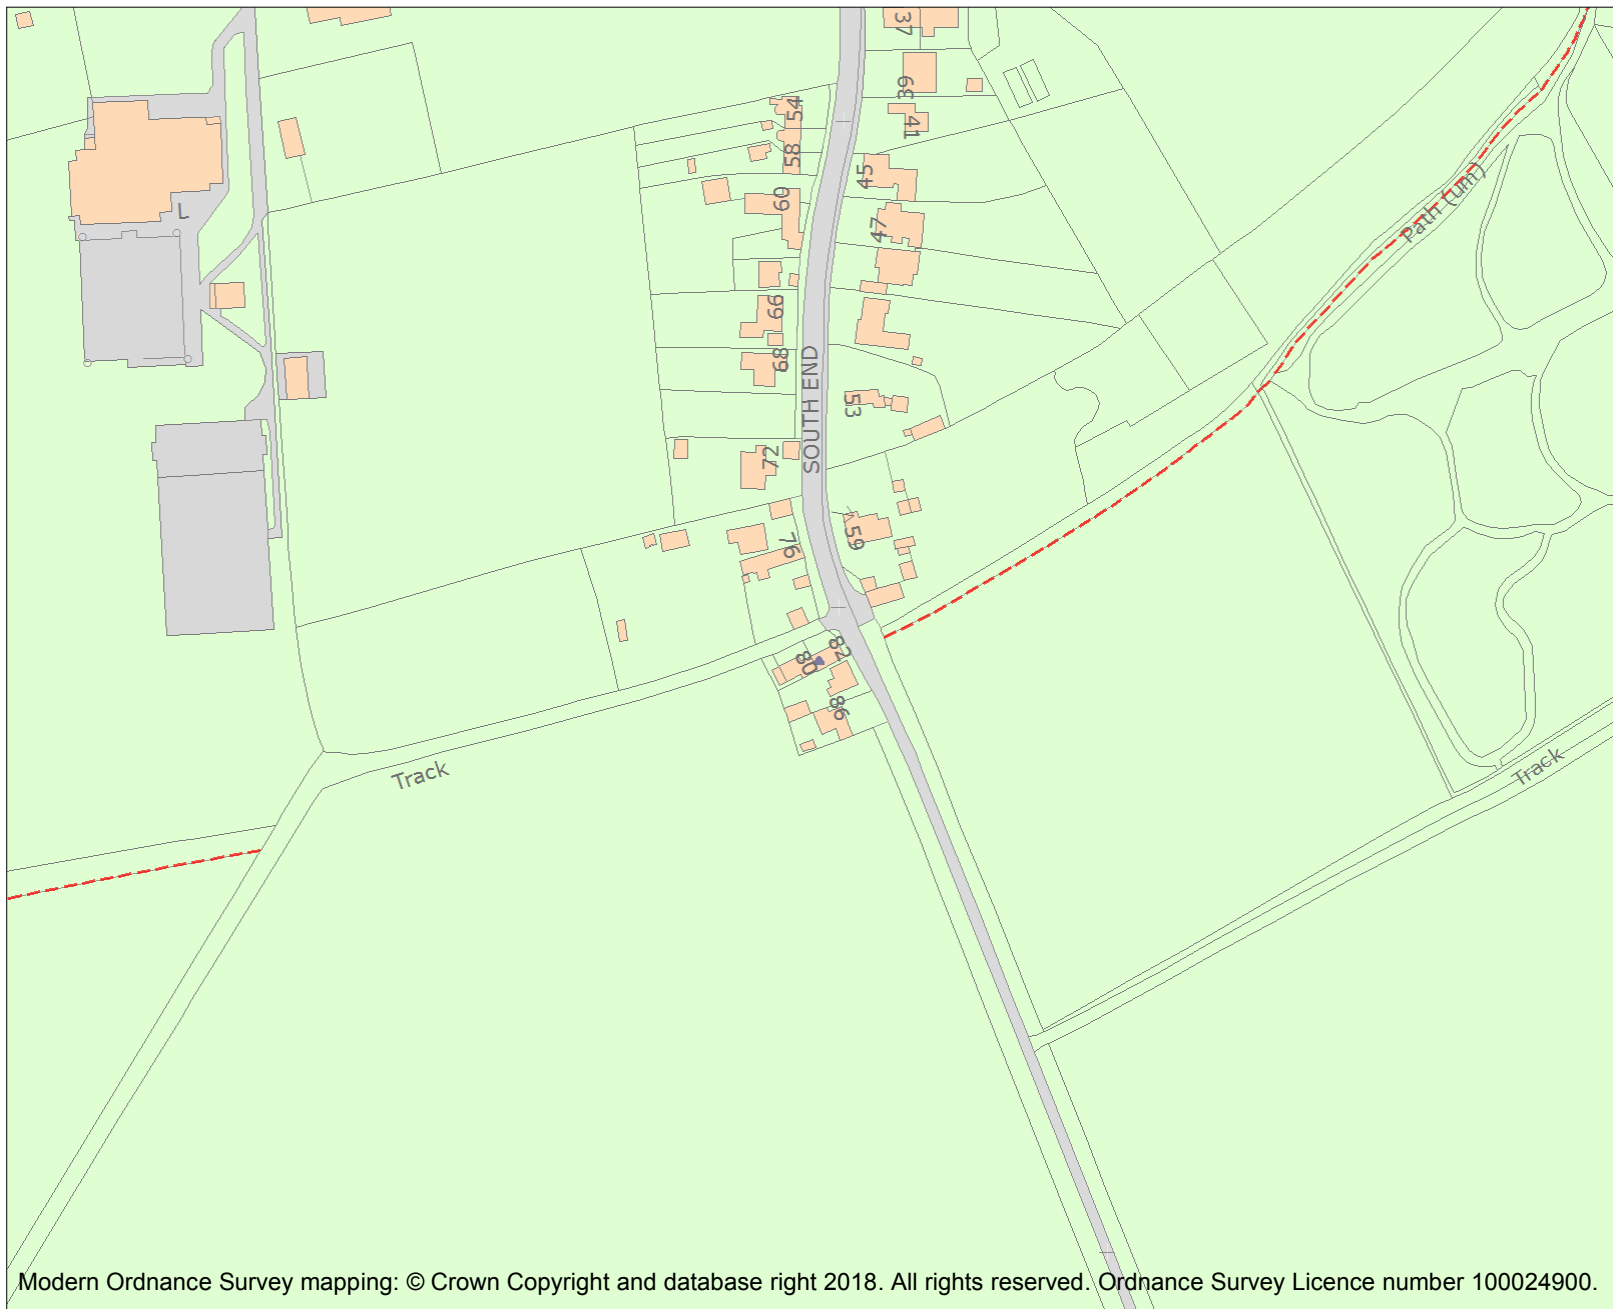 37
39
54
41
58
45
60
47
L
Path (um)
66
68
SOUTH END
53
72
59
76
82
80
86
Track
Track
Modern Ordnance Survey mapping: © Crown Copyright and database right 2018. All rights reserved. Ordnance Survey Licence number 100024900.